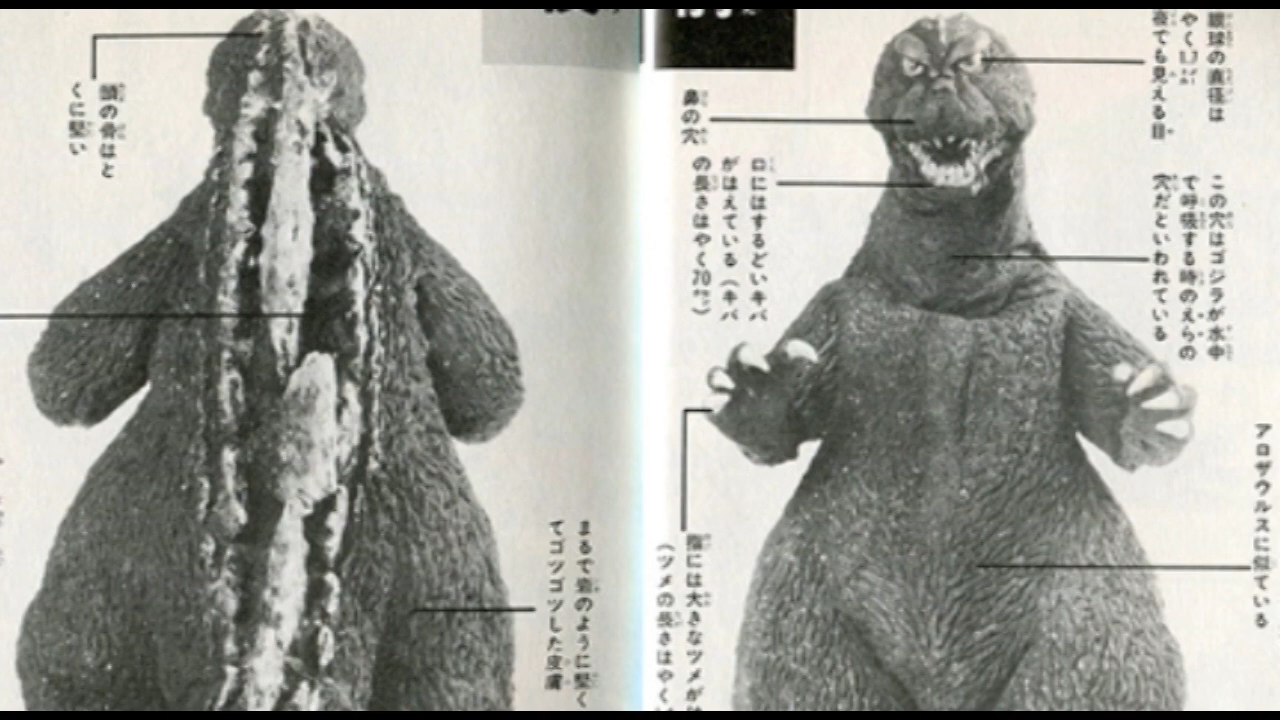 眼球の直径は
やく1.7㍍
夜でも見える目
この穴はゴジラが水中
で呼吸する時のえらの
穴だといわれている
アロザウルスに似ている
鼻の穴
口にはするどいキバ
がはえている（キバ
の長さはやく70㌢）
指には大きなツメが
（ツメの長さはやく
頭の骨はと
くに堅い
まるで岩のように堅く
てゴツゴツした皮膚